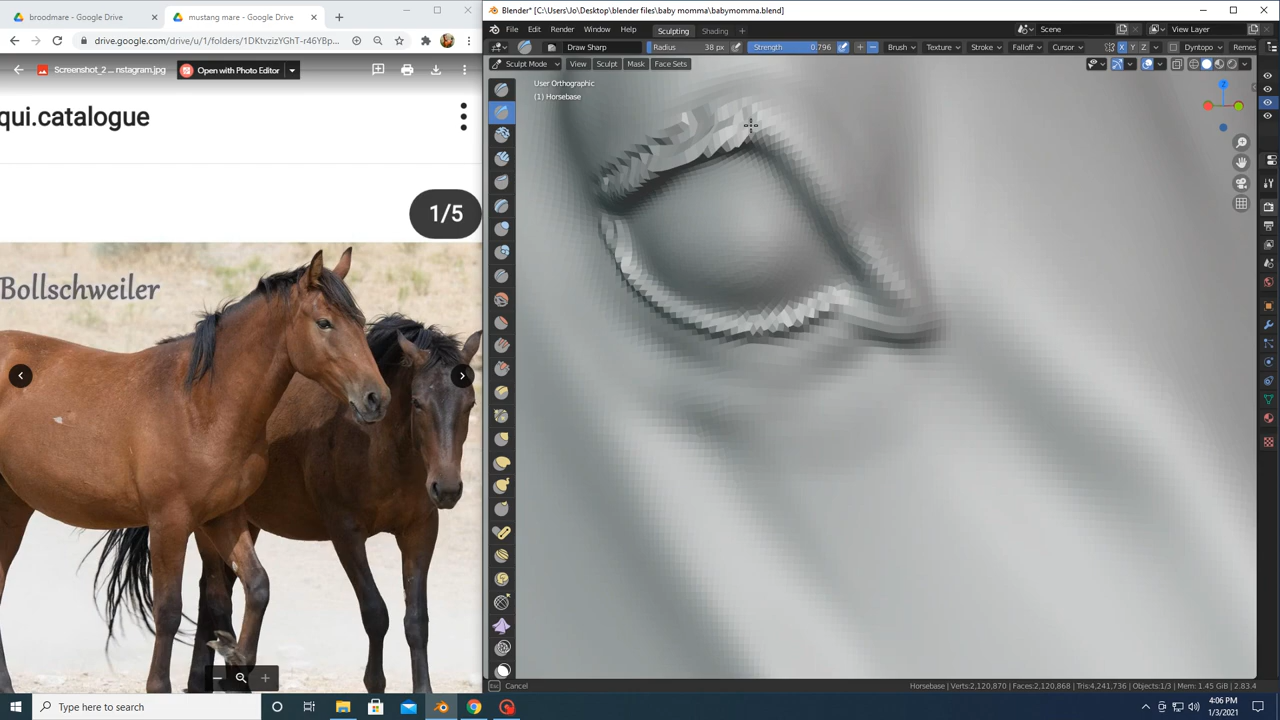 broodmare - Google Drive
mustang mare - Google Drive
drive.google.com/drive/u/1/folders/1DKtvzizYGhT-r46YBp...
Screenshot_2 ... nstagram.jpg
Open with Photo Editor
qui.catalogue
1/5
Bollschweiler
Blender* [C:\Users\Jo\Desktop\blender files\baby momma\babymomma.blend]
File
Edit
Render
Window
Help
Sculpting
Shading
Scene
View Layer
Draw Sharp
Radius
38 px
Strength
0.796
Brush
Texture
Stroke
Falloff
Cursor
X
Y
Z
Dyntopo
Remes
Sculpt Mode
View
Sculpt
Mask
Face Sets
User Orthographic
(1) Horsebase
Z
Cancel
Horsebase | Verts:2,120,870 | Faces:2,120,868 | Tris:4,241,736 | Objects:1/3 | Mem: 1.45 GiB | 2.83.4
Type here to search
4:06 PM
1/3/2021